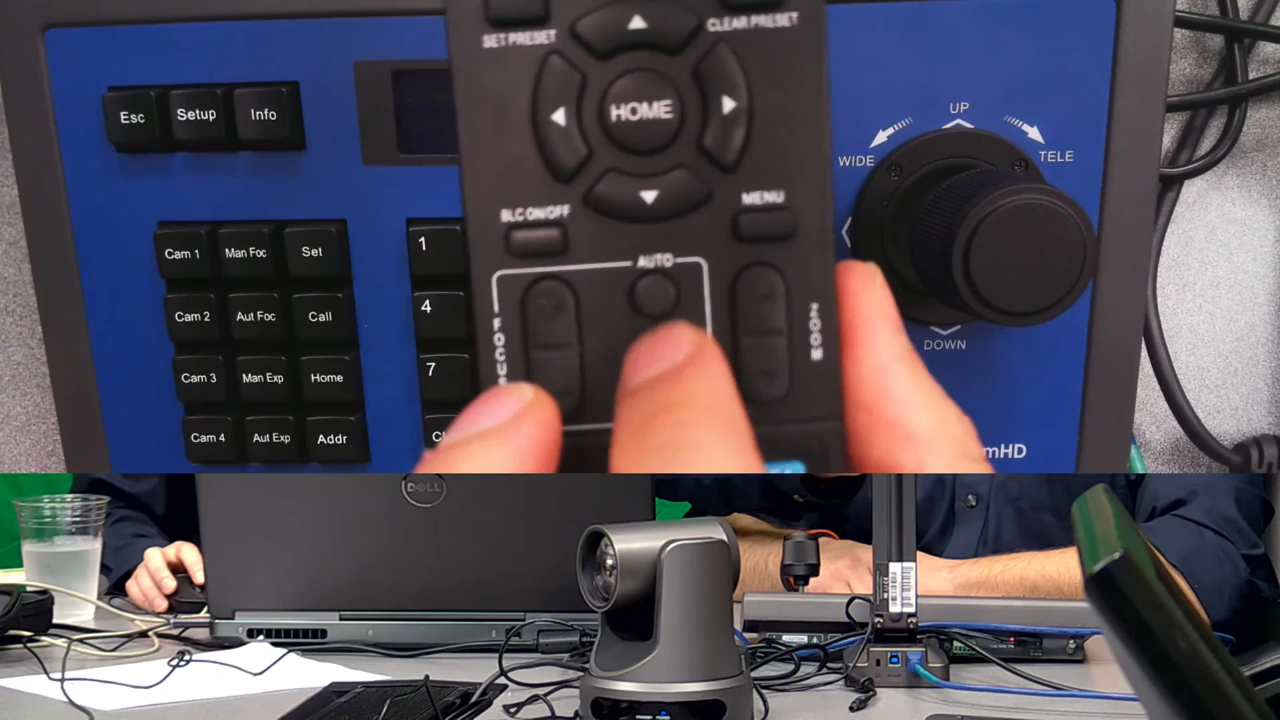 SET PRESET
CLEAR PRESET
HOME
BLC ON/OFF
MENU
AUTO
FOCUS
ZOOM
Esc
Setup
Info
Cam 1
Man Foc
Set
Cam 2
Aut Foc
Call
Cam 3
Man Exp
Home
Cam 4
Aut Exp
Addr
1
4
7
UP
WIDE
TELE
DOWN
mHD
DELL